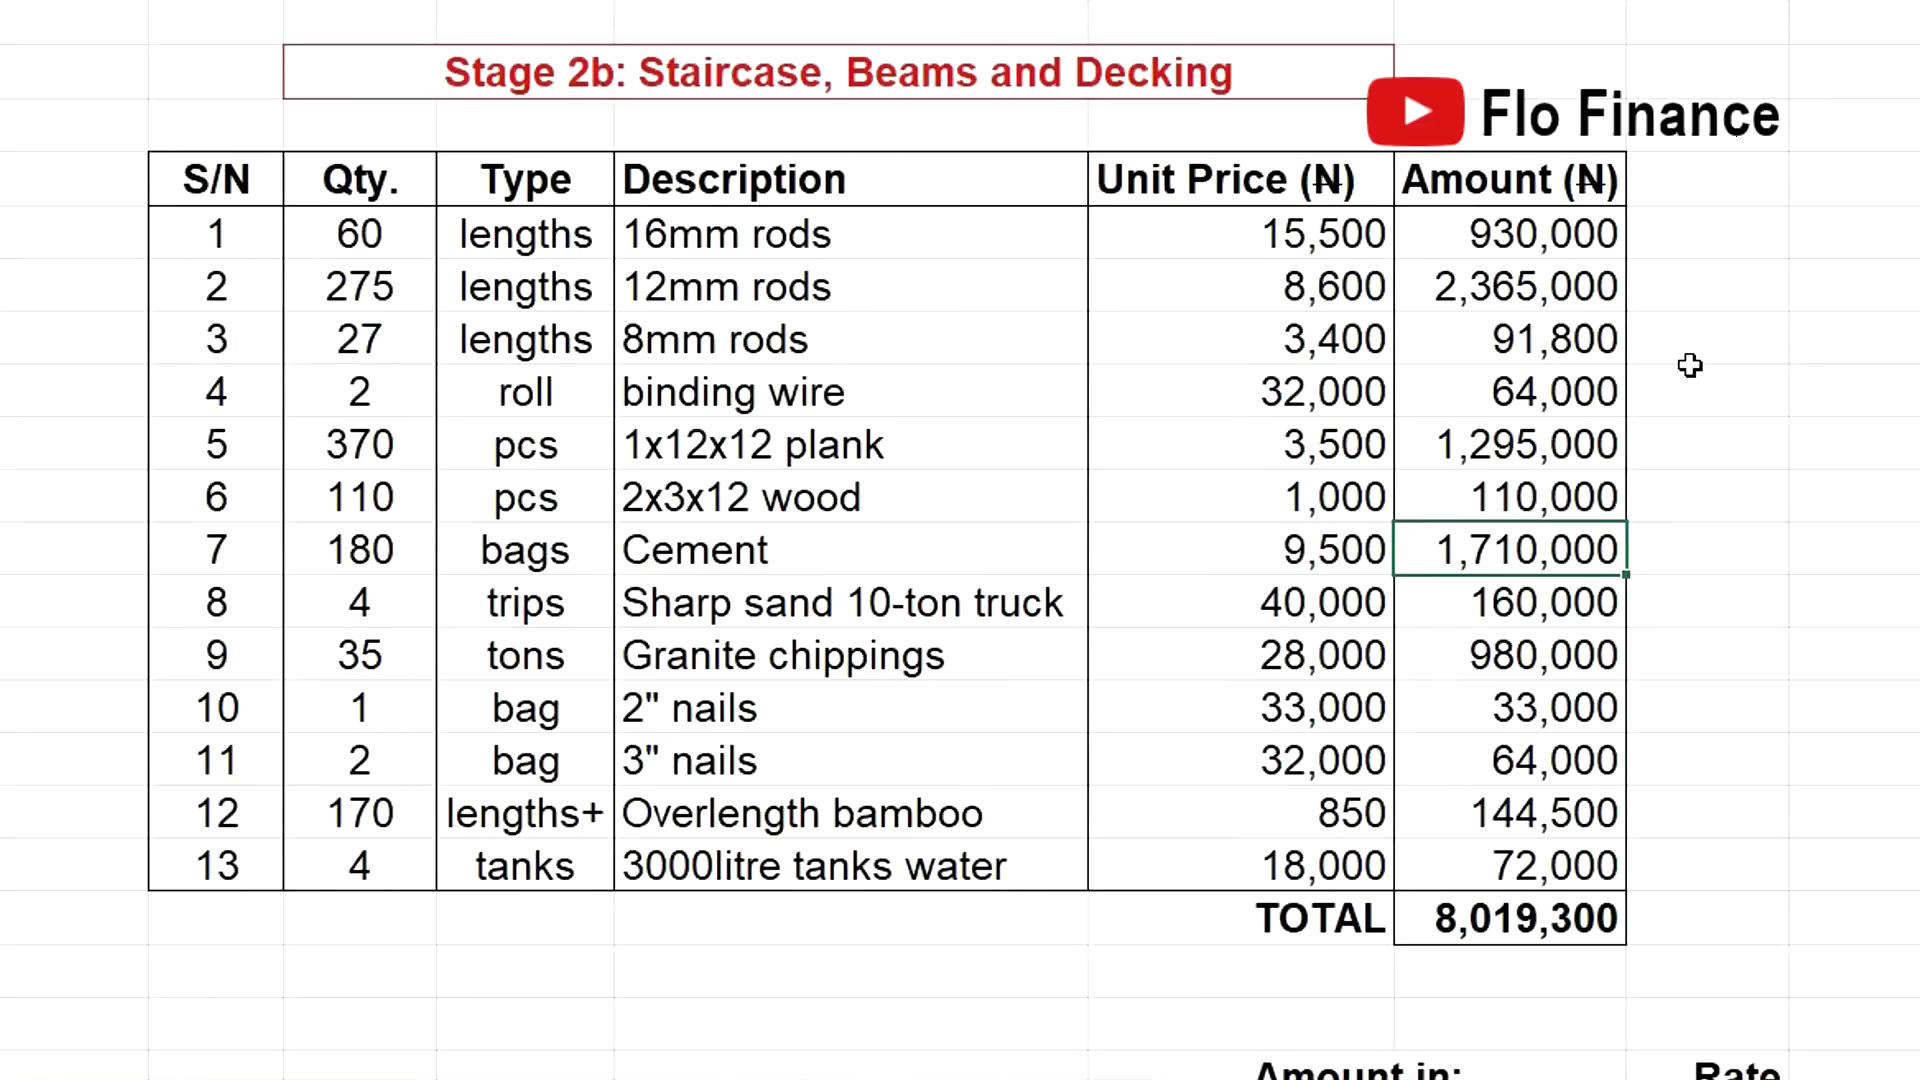 Stage 2b: Staircase, Beams and Decking
Flo Finance
S/N Qty. Type Description Unit Price (₦) Amount (₦)
1 60 lengths 16mm rods 15,500 930,000
2 275 lengths 12mm rods 8,600 2,365,000
3 27 lengths 8mm rods 3,400 91,800
4 2 roll binding wire 32,000 64,000
5 370 pcs 1x12x12 plank 3,500 1,295,000
6 110 pcs 2x3x12 wood 1,000 110,000
7 180 bags Cement 9,500 1,710,000
8 4 trips Sharp sand 10-ton truck 40,000 160,000
9 35 tons Granite chippings 28,000 980,000
10 1 bag 2" nails 33,000 33,000
11 2 bag 3" nails 32,000 64,000
12 170 lengths+ Overlength bamboo 850 144,500
13 4 tanks 3000litre tanks water 18,000 72,000
TOTAL 8,019,300
Amount in: Rate